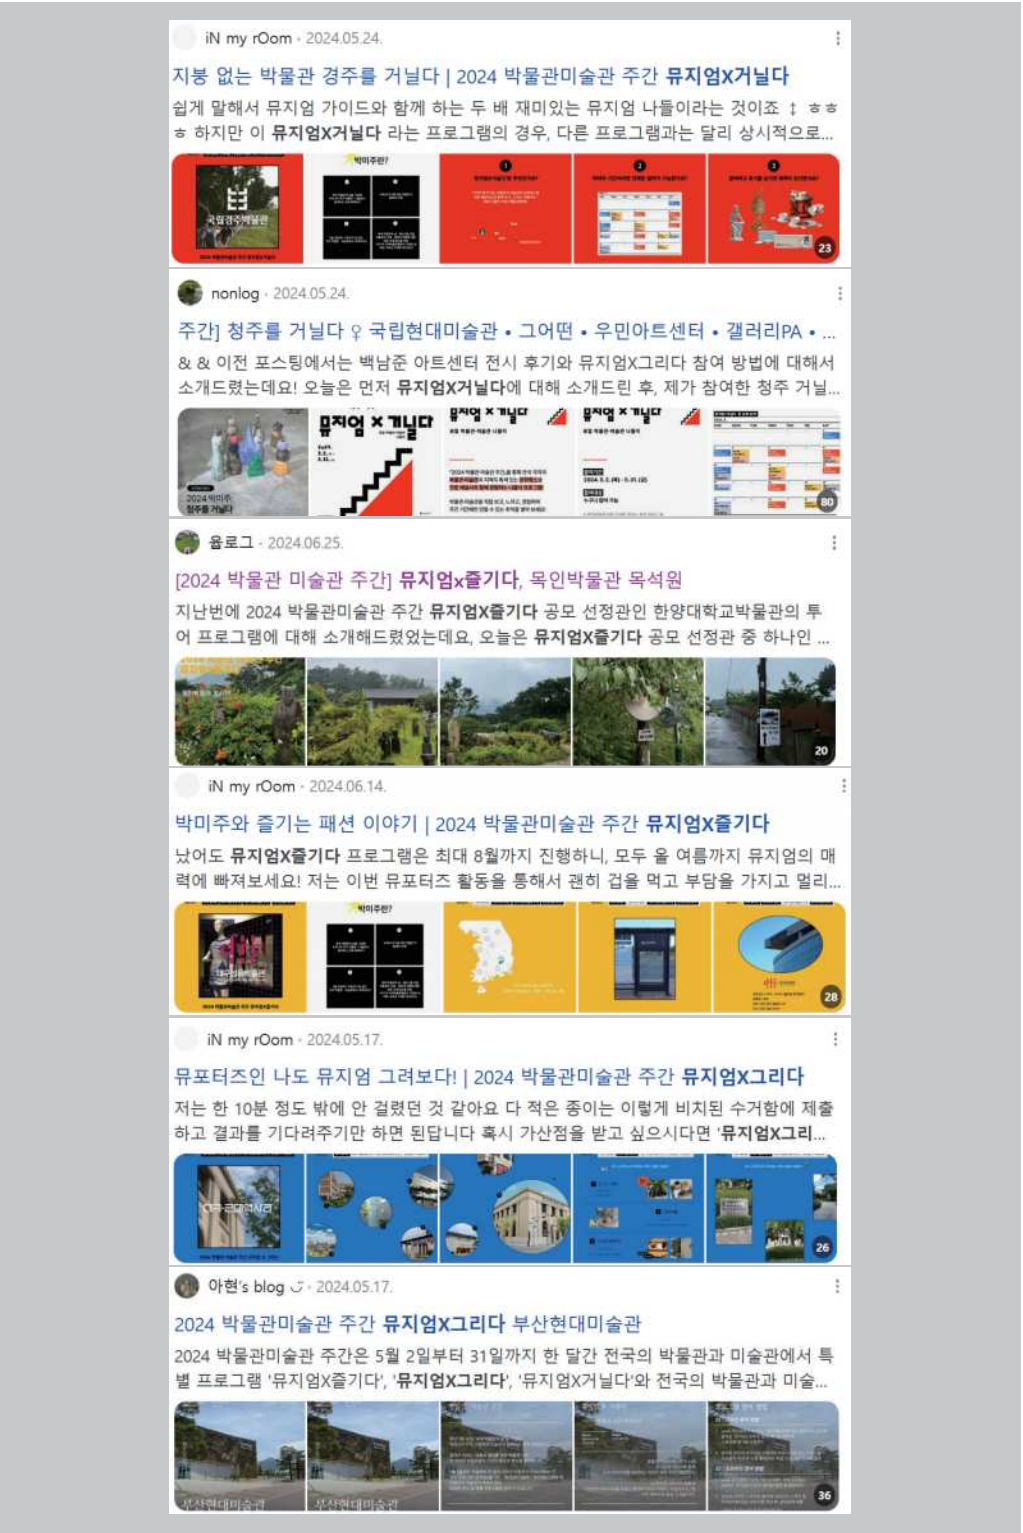 iN my rOom · 2024.05.24.
지붕 없는 박물관 경주를 거닐다 | 2024 박물관미술관 주간 뮤지엄X거닐다
쉽게 말해서 뮤지엄 가이드와 함께 하는 두 배 재미있는 뮤지엄 나들이라는 것이죠 ↕ ㅎㅎ
ㅎ 하지만 이 뮤지엄X거닐다 라는 프로그램의 경우, 다른 프로그램과는 달리 상시적으로...
국립경주박물관
박미주란?
1
2
3
23
nonlog · 2024.05.24.
주간] 청주를 거닐다 ♀ 국립현대미술관 • 그어떤 • 우민아트센터 • 갤러리PA • ...
& & 이전 포스팅에서는 백남준 아트센터 전시 후기와 뮤지엄X그리다 참여 방법에 대해서
소개드렸는데요! 오늘은 먼저 뮤지엄X거닐다에 대해 소개드린 후, 제가 참여한 청주 거닐...
2024 박미주
청주를 거닐다
뮤지엄 X 거닐다
뮤지엄 X 거닐다
뮤지엄 X 거닐다
80
욥로그 · 2024.06.25.
[2024 박물관 미술관 주간] 뮤지엄x즐기다, 목인박물관 목석원
지난번에 2024 박물관미술관 주간 뮤지엄X즐기다 공모 선정관인 한양대학교박물관의 투
어 프로그램에 대해 소개해드렸었는데요, 오늘은 뮤지엄X즐기다 공모 선정관 중 하나인 ...
20
iN my rOom · 2024.06.14.
박미주와 즐기는 패션 이야기 | 2024 박물관미술관 주간 뮤지엄X즐기다
났어도 뮤지엄X즐기다 프로그램은 최대 8월까지 진행하니, 모두 올 여름까지 뮤지엄의 매
력에 빠져보세요! 저는 이번 뮤포터즈 활동을 통해서 괜히 겁을 먹고 부담을 가지고 멀리...
박미주란?
28
iN my rOom · 2024.05.17.
뮤포터즈인 나도 뮤지엄 그려보다! | 2024 박물관미술관 주간 뮤지엄X그리다
저는 한 10분 정도 밖에 안 걸렸던 것 같아요 다 적은 종이는 이렇게 비치된 수거함에 제출
하고 결과를 기다려주기만 하면 된답니다 혹시 가산점을 받고 싶으시다면 '뮤지엄X그리...
26
아현's blog · 2024.05.17.
2024 박물관미술관 주간 뮤지엄X그리다 부산현대미술관
2024 박물관미술관 주간은 5월 2일부터 31일까지 한 달간 전국의 박물관과 미술관에서 특
별 프로그램 '뮤지엄X즐기다', '뮤지엄X그리다', '뮤지엄X거닐다'와 전국의 박물관과 미술...
부산현대미술관
부산현대미술관
36